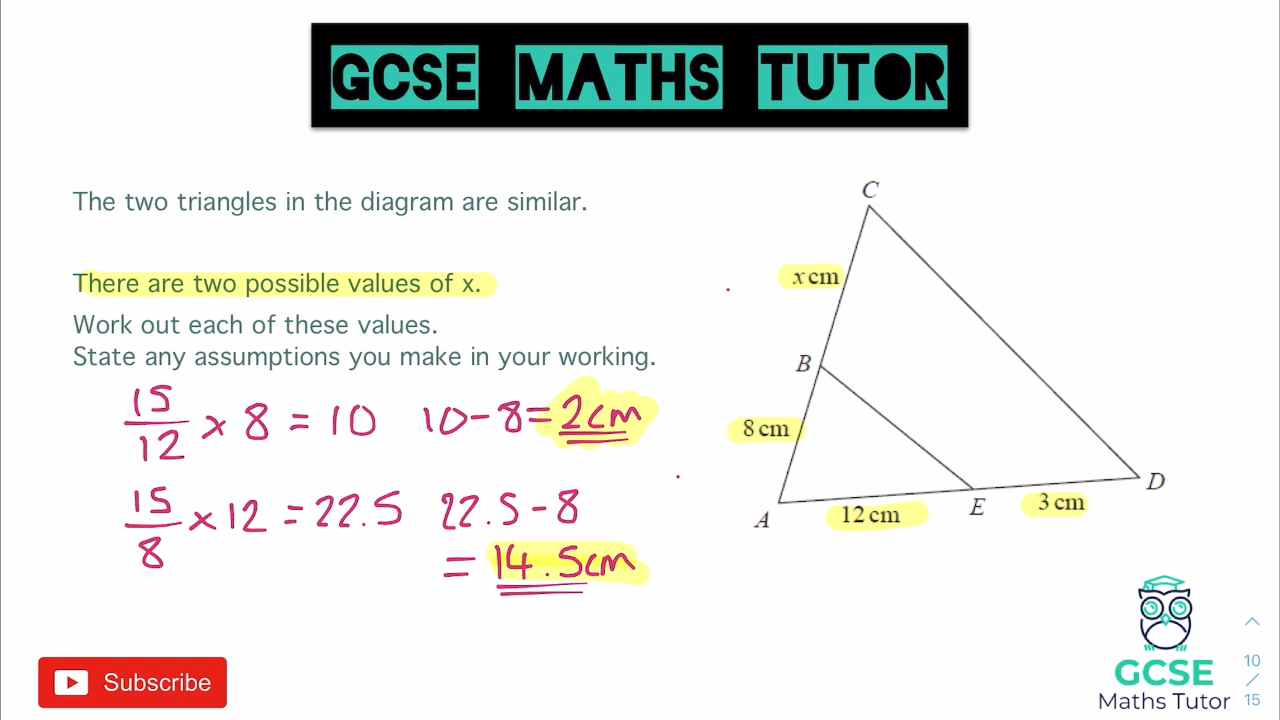 GCSE MATHS TUTOR
The two triangles in the diagram are similar.
There are two possible values of x.
Work out each of these values.
State any assumptions you make in your working.
15/12 × 8 = 10 10 - 8 = 2cm
15/8 × 12 = 22.5 22.5 - 8
= 14.5cm
C
x cm
B
8 cm
A
12 cm
E
3 cm
D
Subscribe
GCSE
Maths Tutor
10
/
15